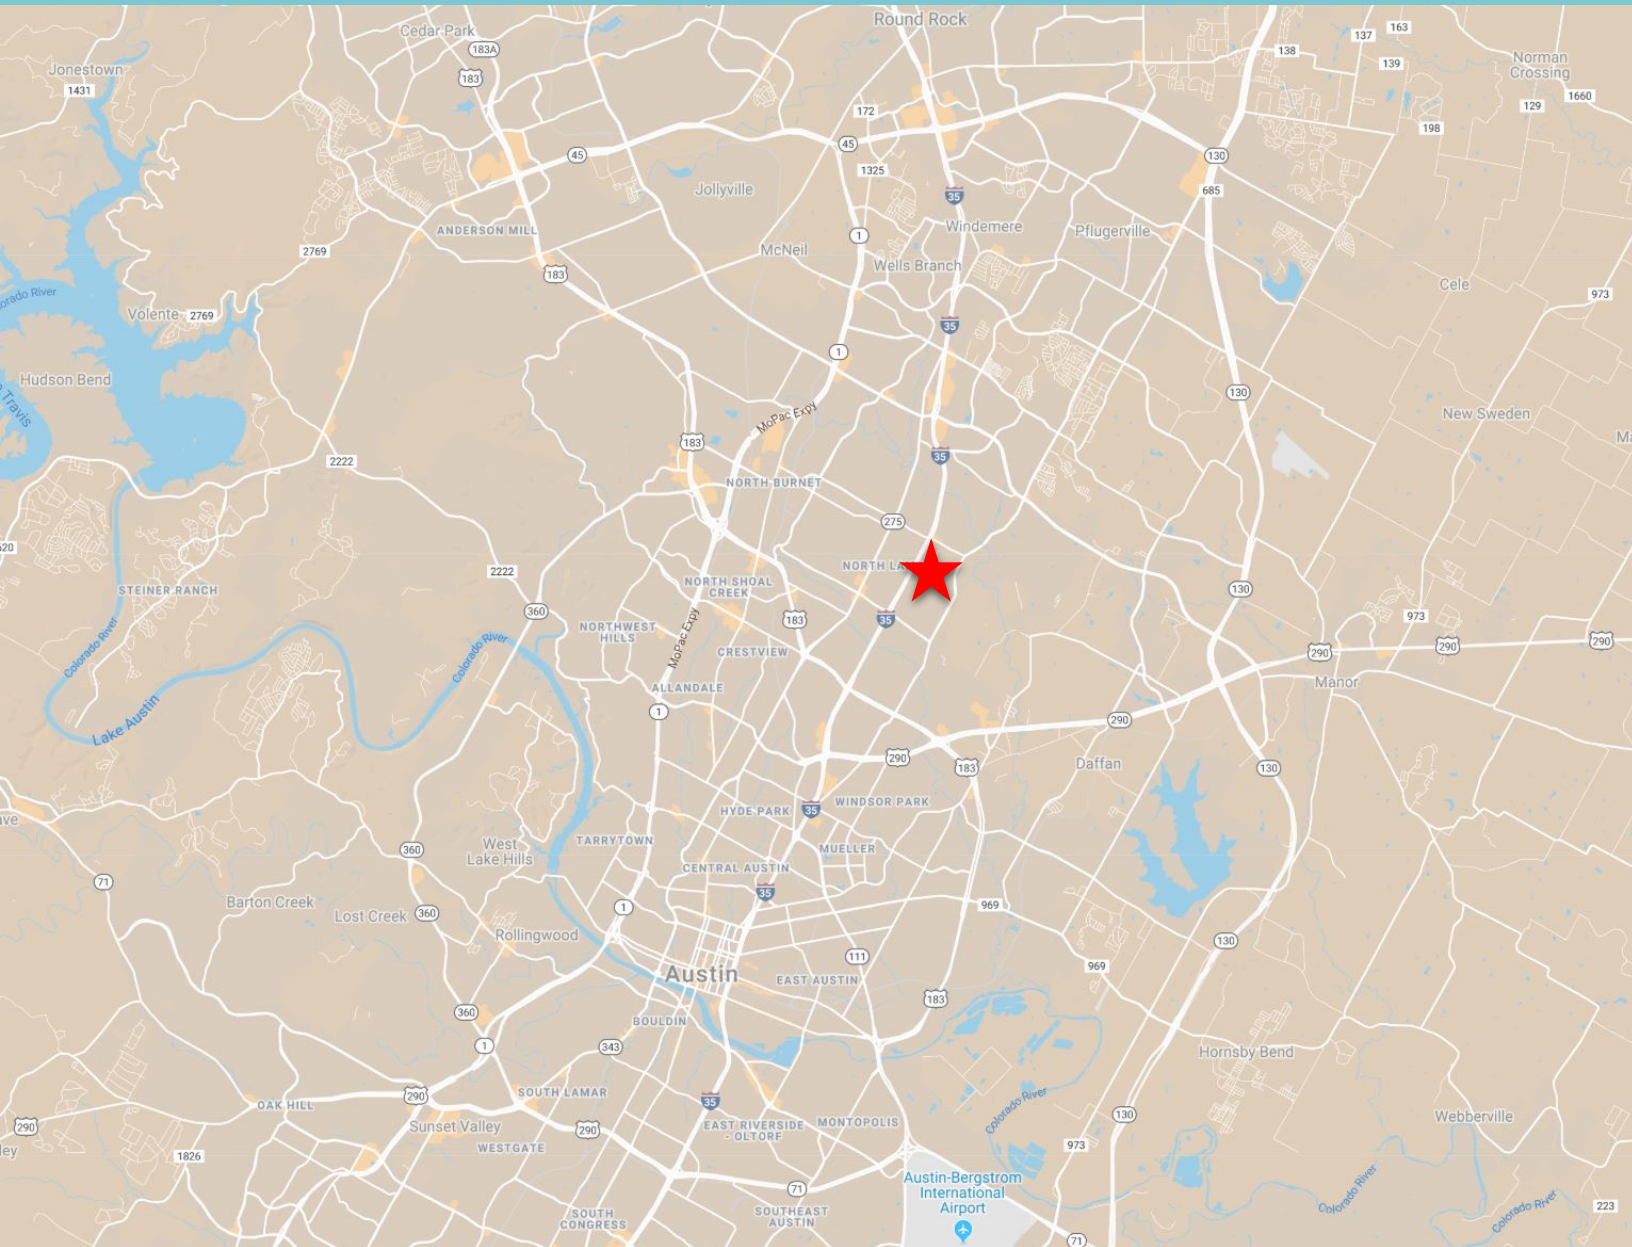 Round Rock
Cedar Park
183A
183
Jonestown
1431
138
137
163
139
Norman
Crossing
1660
129
198
172
45
45
1325
130
685
Jollyville
35
Windemere
Pflugerville
ANDERSON MILL
1
McNeil
2769
Wells Branch
183
Cele
973
Colorado River
Volente
2769
35
1
Hudson Bend
Travis
130
New Sweden
MoPac Expy
183
35
2222
NORTH BURNET
275
NORTH LA
2222
620
STEINER RANCH
NORTH SHOAL
CREEK
130
360
183
35
973
NORTHWEST
HILLS
MoPac Expy
Colorado River
Colorado River
CRESTVIEW
290
290
290
Manor
ALLANDALE
1
Lake Austin
290
290
183
Daffan
130
HYDE PARK
35
WINDSOR PARK
TARRYTOWN
MUELLER
360
West
Lake Hills
CENTRAL AUSTIN
71
35
Barton Creek
Lost Creek
360
1
969
Rollingwood
130
111
969
Austin
EAST AUSTIN
183
360
BOULDIN
1
343
Hornsby Bend
290
OAK HILL
SOUTH LAMAR
35
Colorado River
130
Webberville
290
Sunset Valley
290
EAST RIVERSIDE
- OLTORF
MONTOPOLIS
WESTGATE
973
1826
Austin-Bergstrom
International
Airport
71
Colorado River
Colorado River
223
SOUTH
CONGRESS
SOUTHEAST
AUSTIN
71